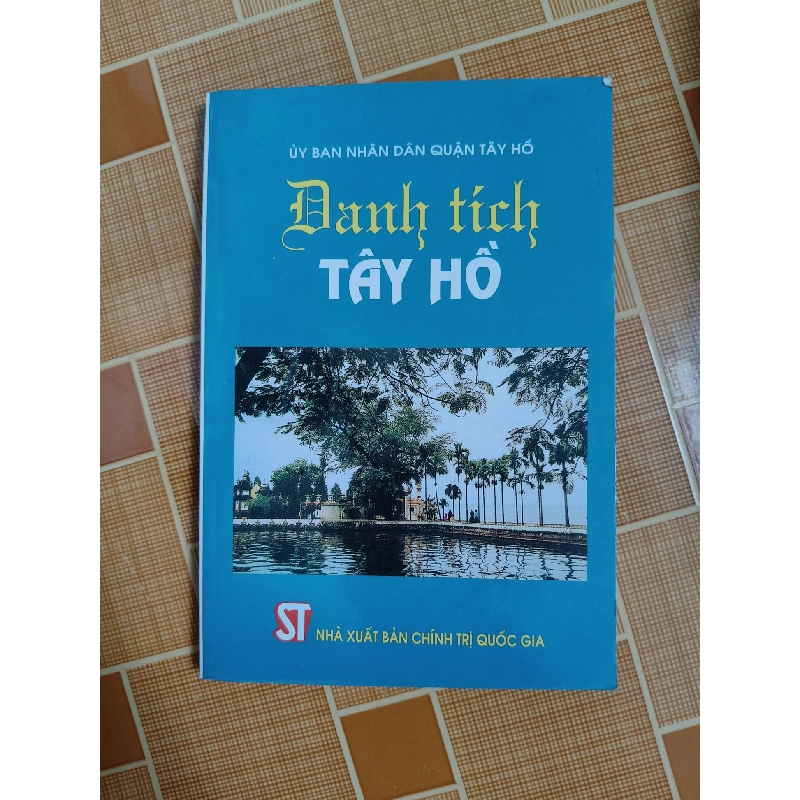 ỦY BAN NHÂN DÂN QUẬN TÂY HỒ
Danh tích
TÂY HỒ
ST NHÀ XUẤT BẢN CHÍNH TRỊ QUỐC GIA